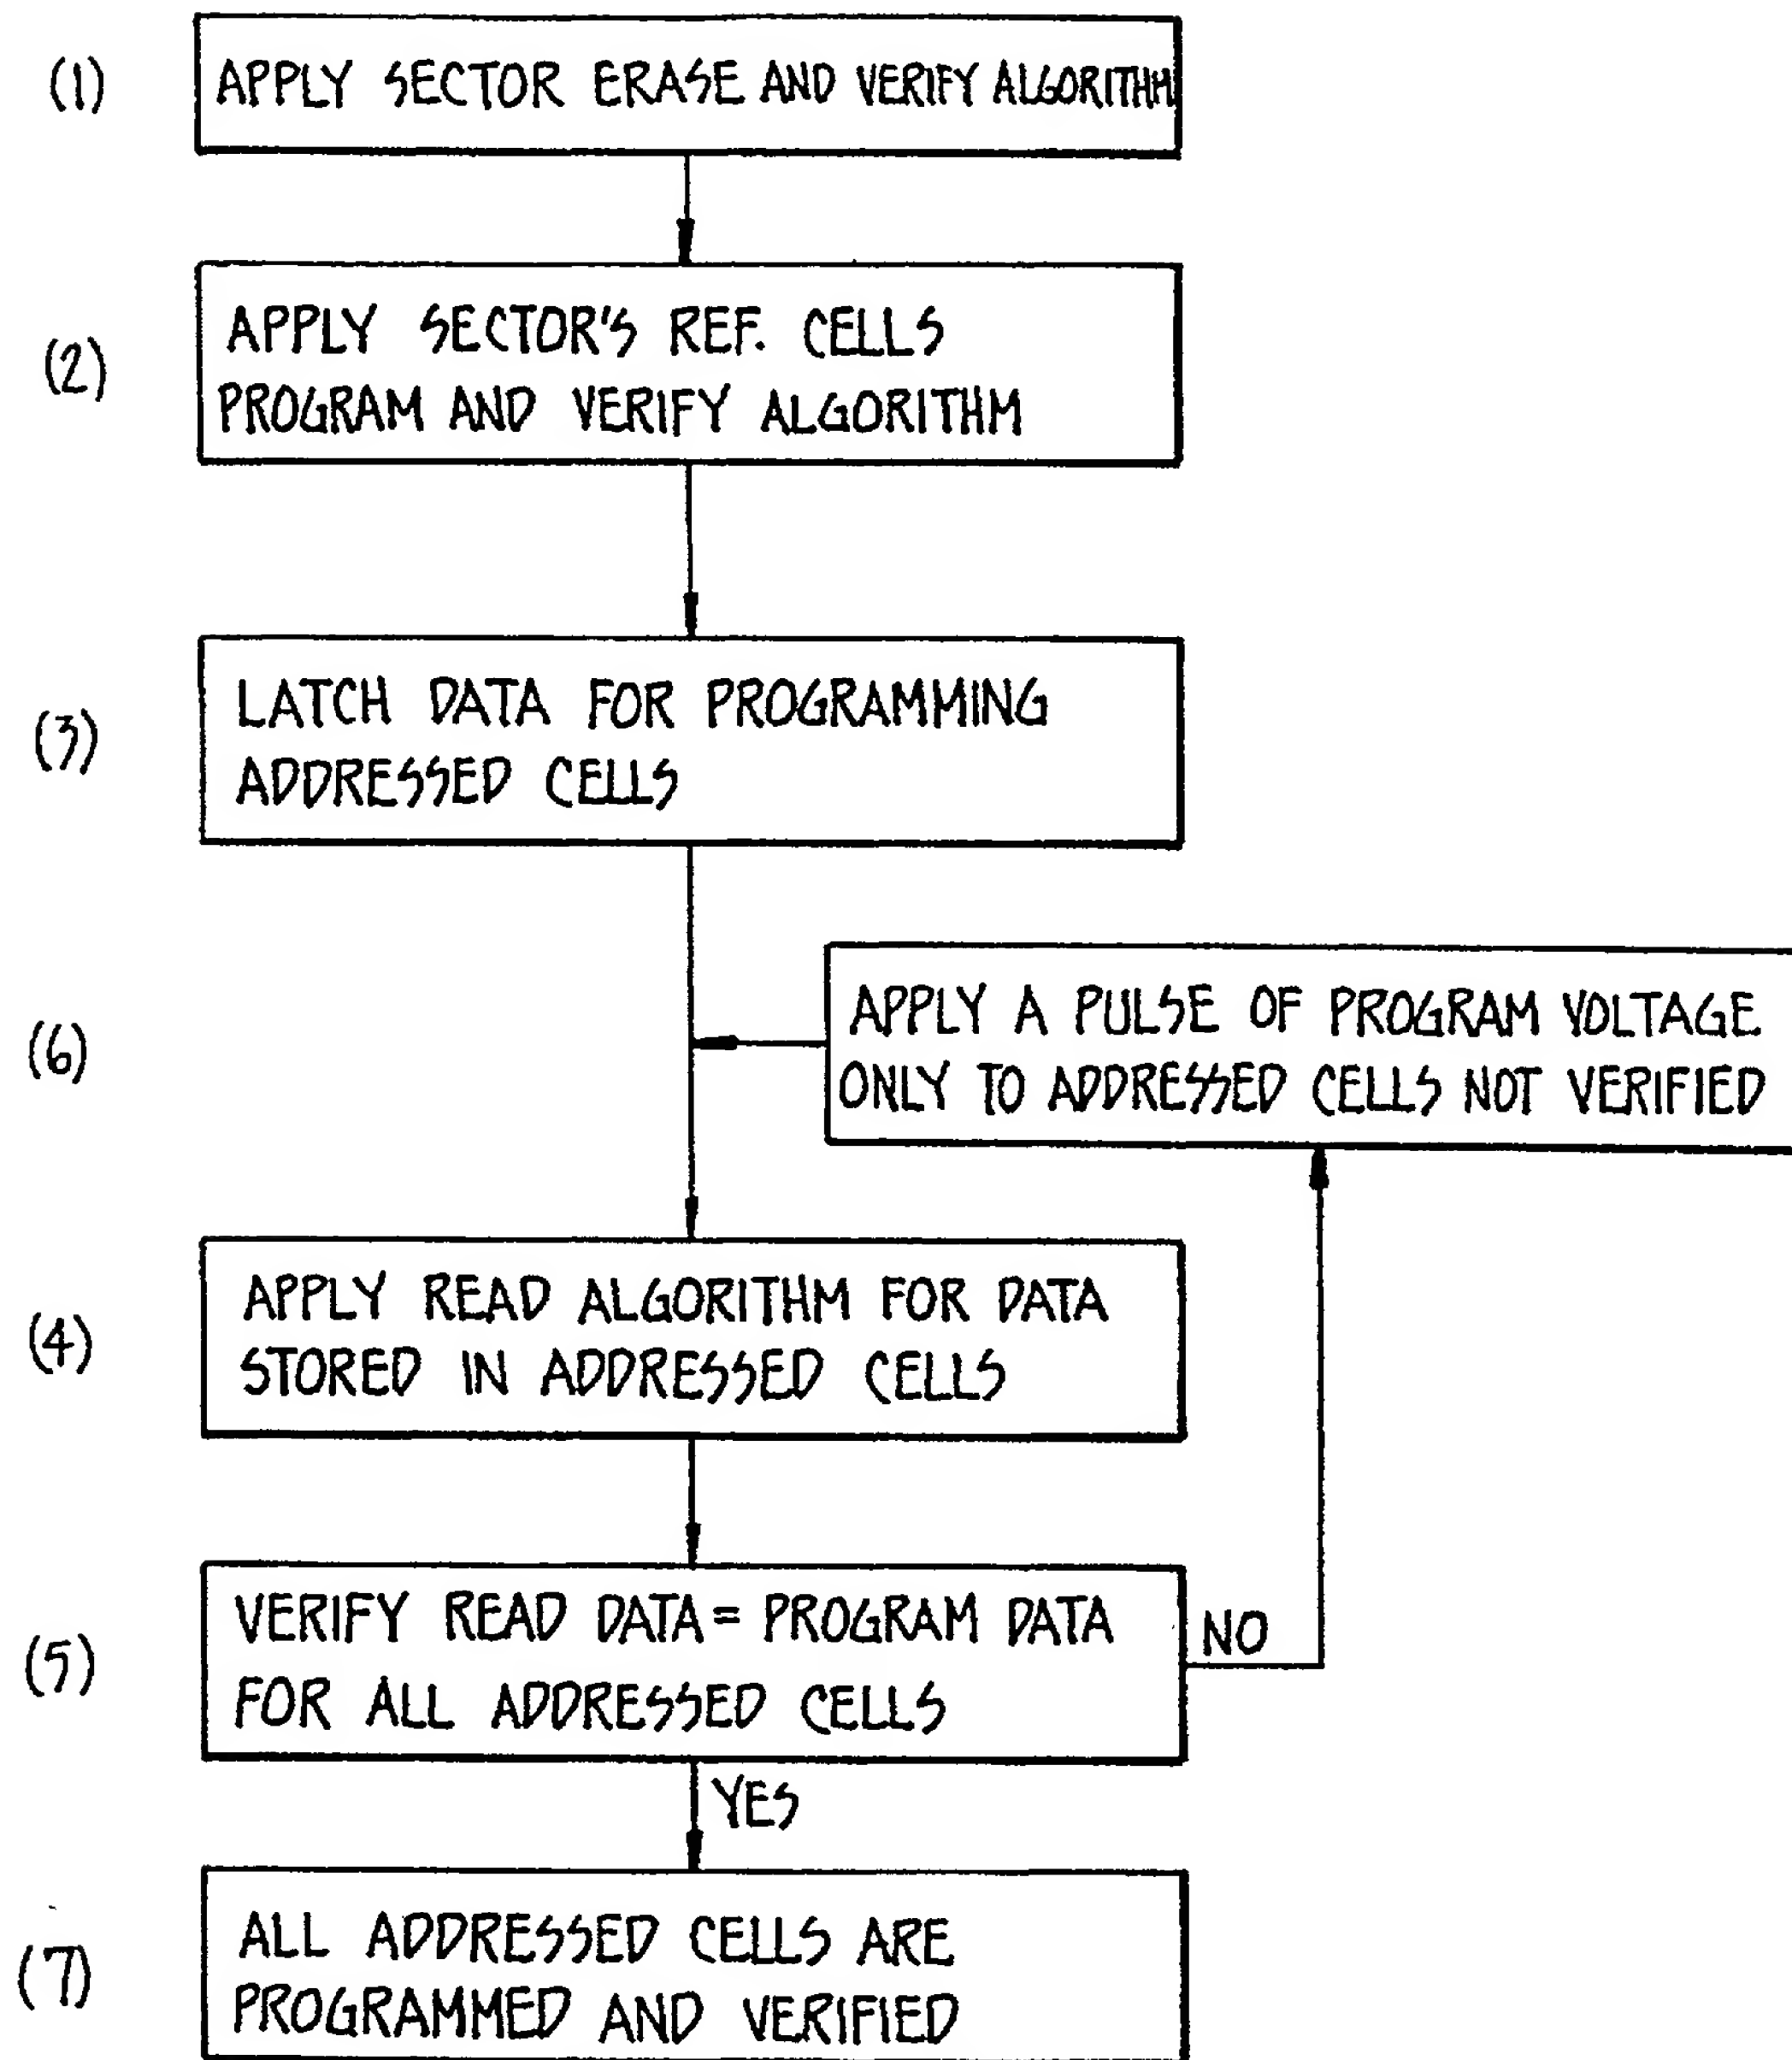 (1)
APPLY SECTOR ERASE AND VERIFY ALGORITHM
(2)
APPLY SECTOR'S REF. CELLS
PROGRAM AND VERIFY ALGORITHM
(3)
LATCH DATA FOR PROGRAMMING
ADDRESSED CELLS
(6)
APPLY A PULSE OF PROGRAM VOLTAGE
ONLY TO ADDRESSED CELLS NOT VERIFIED
(4)
APPLY READ ALGORITHM FOR DATA
STORED IN ADDRESSED CELLS
(5)
VERIFY READ DATA = PROGRAM DATA
FOR ALL ADDRESSED CELLS
NO
YES
(7)
ALL ADDRESSED CELLS ARE
PROGRAMMED AND VERIFIED